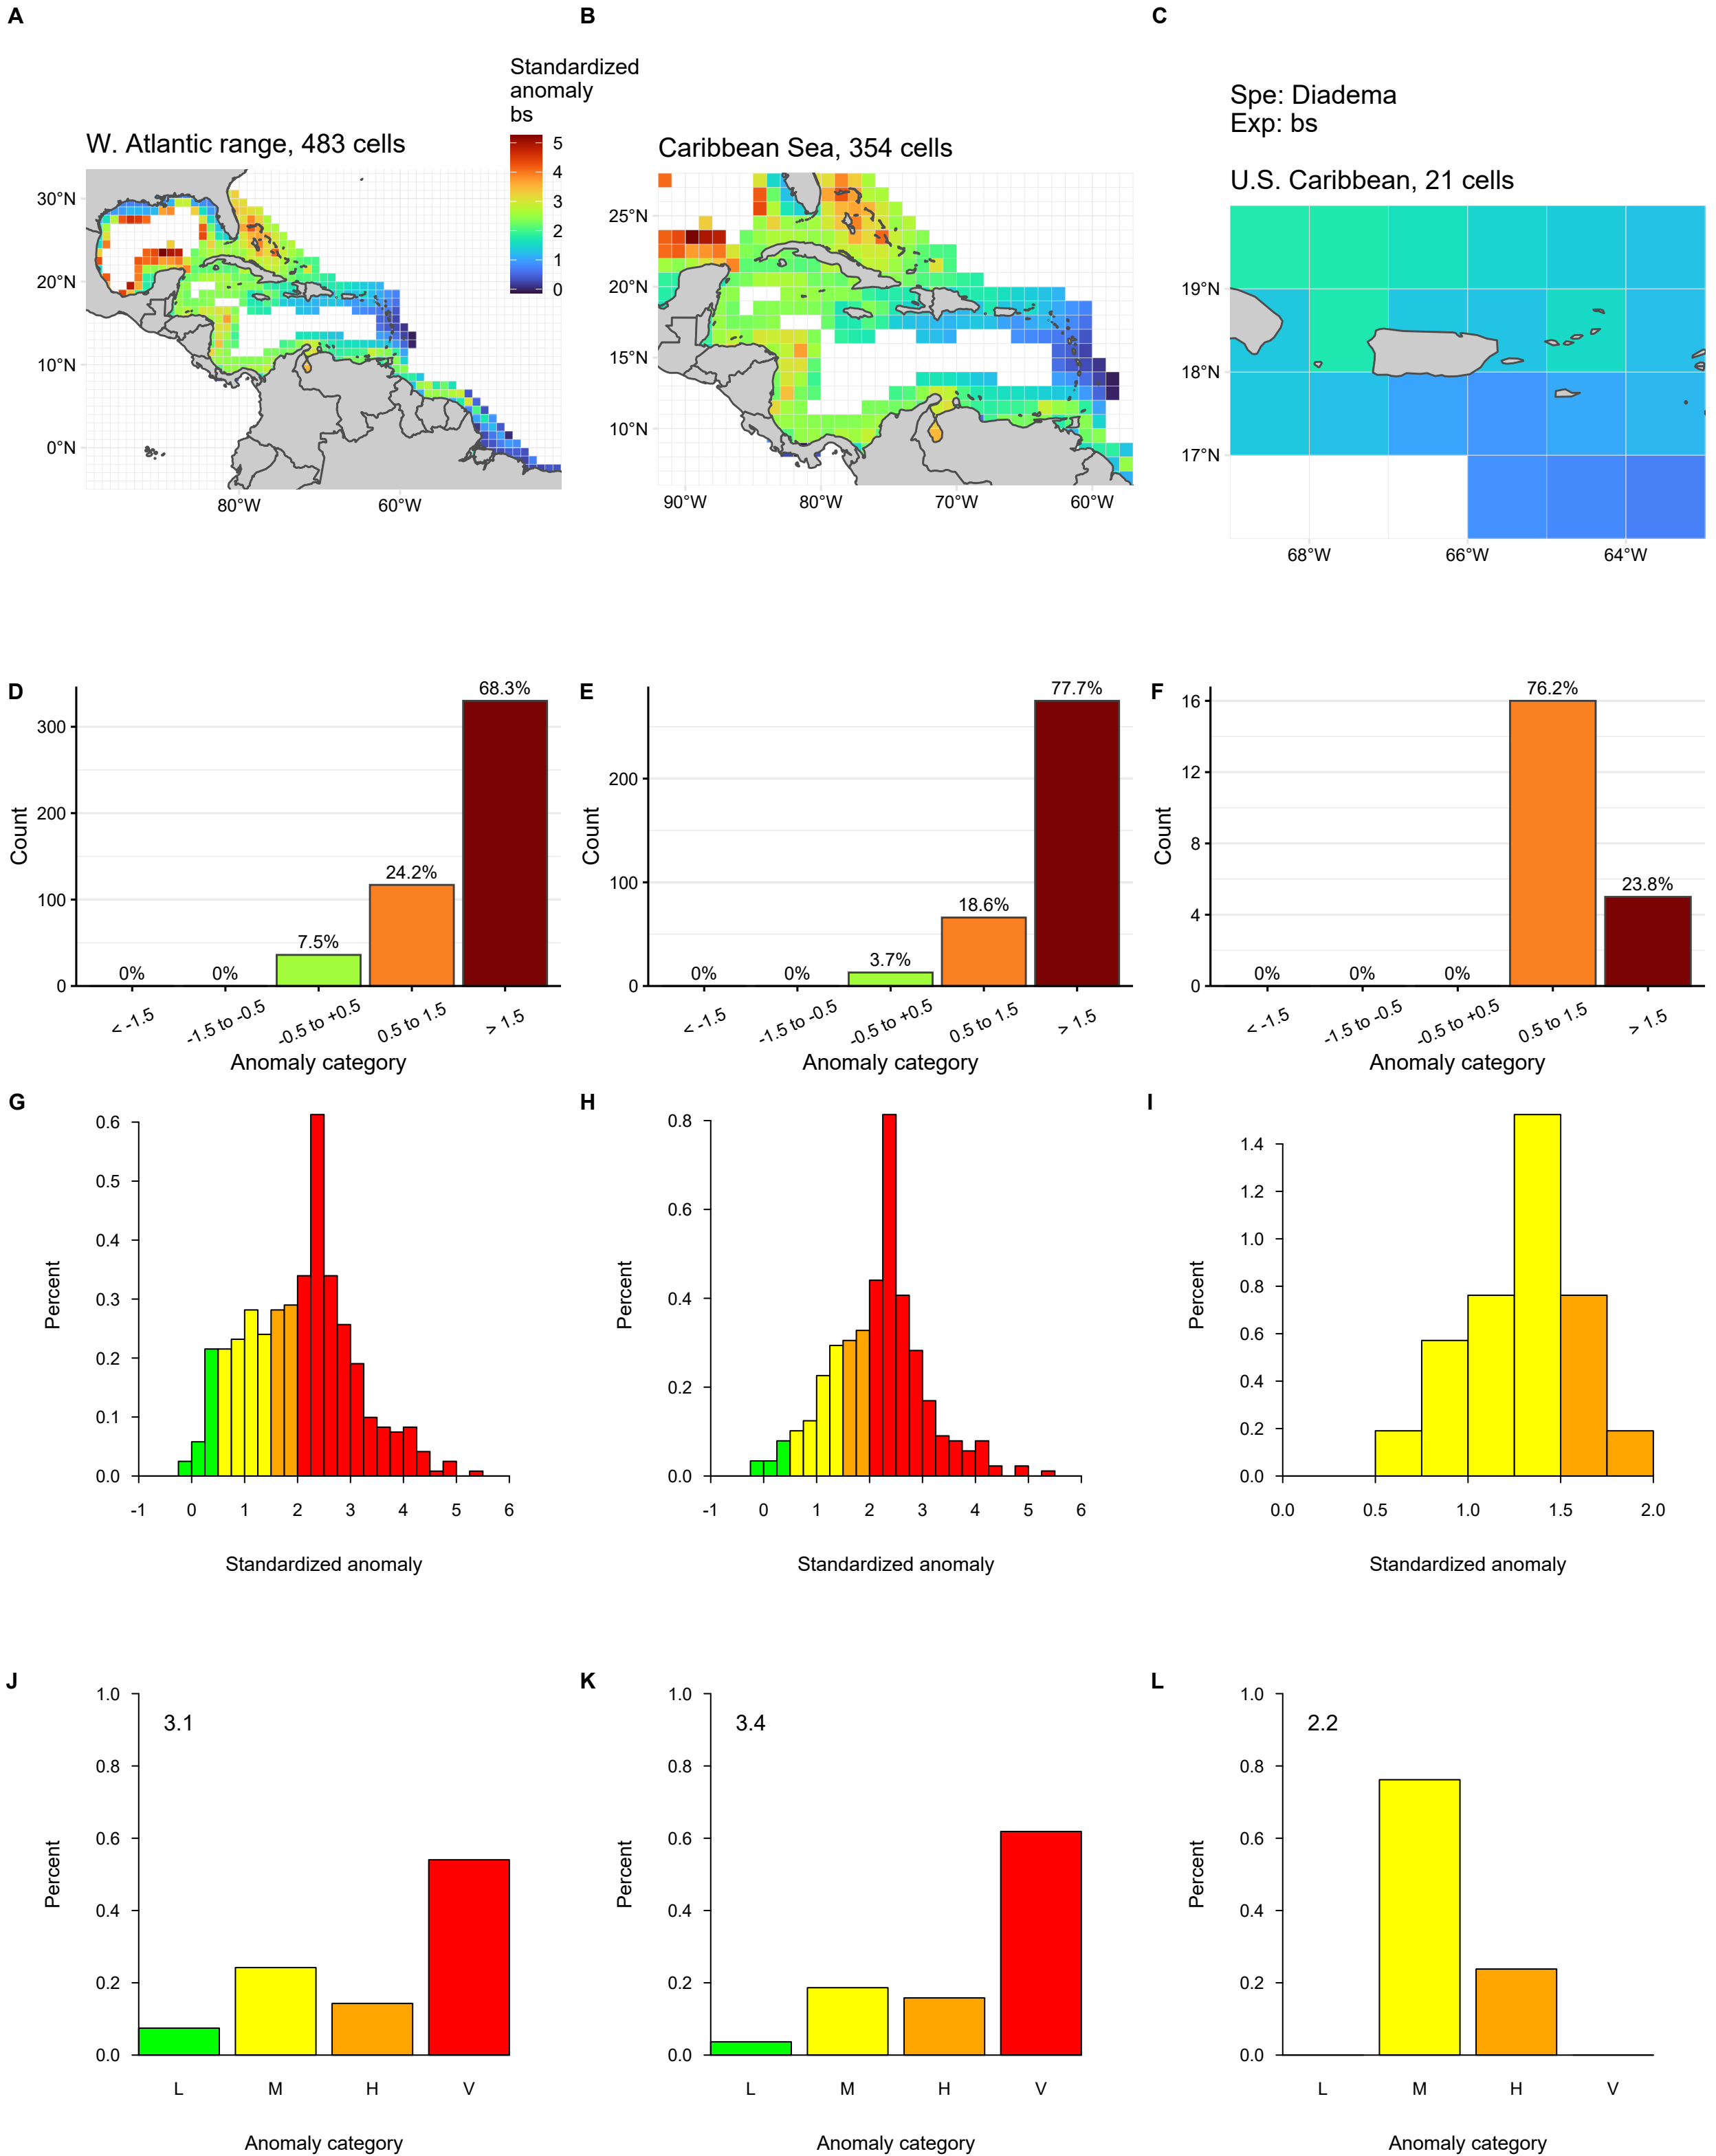 A
B
C
Standardized
anomaly
bs
5
4
3
2
1
0
W. Atlantic range, 483 cells
30°N
20°N
10°N
0°N
80°W
60°W
Caribbean Sea, 354 cells
25°N
20°N
15°N
10°N
90°W
80°W
70°W
60°W
Spe: Diadema
Exp: bs
U.S. Caribbean, 21 cells
19°N
18°N
17°N
68°W
66°W
64°W
D
Count
300
200
100
0
0%
0%
7.5%
24.2%
68.3%
< -1.5
-1.5 to -0.5
-0.5 to +0.5
0.5 to 1.5
> 1.5
Anomaly category
E
Count
200
100
0
0%
0%
3.7%
18.6%
77.7%
< -1.5
-1.5 to -0.5
-0.5 to +0.5
0.5 to 1.5
> 1.5
Anomaly category
F
Count
16
12
8
4
0
0%
0%
0%
76.2%
23.8%
< -1.5
-1.5 to -0.5
-0.5 to +0.5
0.5 to 1.5
> 1.5
Anomaly category
G
Percent
0.6
0.5
0.4
0.3
0.2
0.1
0.0
-1 0 1 2 3 4 5 6
Standardized anomaly
H
Percent
0.8
0.6
0.4
0.2
0.0
-1 0 1 2 3 4 5 6
Standardized anomaly
I
Percent
1.4
1.2
1.0
0.8
0.6
0.4
0.2
0.0
0.0 0.5 1.0 1.5 2.0
Standardized anomaly
J
Percent
1.0
0.8
0.6
0.4
0.2
0.0
3.1
L M H V
Anomaly category
K
Percent
1.0
0.8
0.6
0.4
0.2
0.0
3.4
L M H V
Anomaly category
L
Percent
1.0
0.8
0.6
0.4
0.2
0.0
2.2
L M H V
Anomaly category